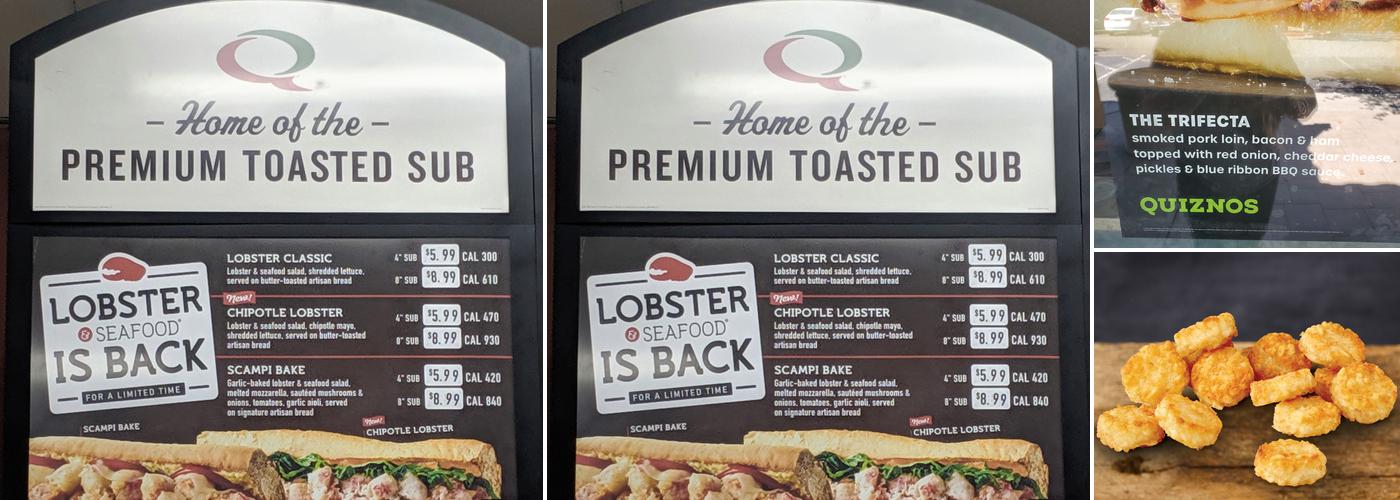 Home of the
PREMIUM TOASTED SUB
LOBSTER
& SEAFOOD
IS BACK
FOR A LIMITED TIME
LOBSTER CLASSIC
Lobster & seafood salad, shredded lettuce,
served on butter-toasted artisan bread
4" SUB $5.99 CAL 300
8" SUB $8.99 CAL 610
New!
CHIPOTLE LOBSTER
Lobster & seafood salad, chipotle mayo,
shredded lettuce, served on butter-toasted
artisan bread
4" SUB $5.99 CAL 470
8" SUB $8.99 CAL 930
SCAMPI BAKE
Garlic-baked lobster & seafood salad,
melted mozzarella, sautéed mushrooms &
onions, tomatoes, garlic aioli, served
on signature artisan bread
4" SUB $5.99 CAL 420
8" SUB $8.99 CAL 840
SCAMPI BAKE
New!
CHIPOTLE LOBSTER
Home of the
PREMIUM TOASTED SUB
LOBSTER
& SEAFOOD
IS BACK
FOR A LIMITED TIME
LOBSTER CLASSIC
Lobster & seafood salad, shredded lettuce,
served on butter-toasted artisan bread
4" SUB $5.99 CAL 300
8" SUB $8.99 CAL 610
New!
CHIPOTLE LOBSTER
Lobster & seafood salad, chipotle mayo,
shredded lettuce, served on butter-toasted
artisan bread
4" SUB $5.99 CAL 470
8" SUB $8.99 CAL 930
SCAMPI BAKE
Garlic-baked lobster & seafood salad,
melted mozzarella, sautéed mushrooms &
onions, tomatoes, garlic aioli, served
on signature artisan bread
4" SUB $5.99 CAL 420
8" SUB $8.99 CAL 840
SCAMPI BAKE
New!
CHIPOTLE LOBSTER
THE TRIFECTA
smoked pork loin, bacon & ham
topped with red onion, cheddar cheese,
pickles & blue ribbon BBQ sauce.
QUIZNOS